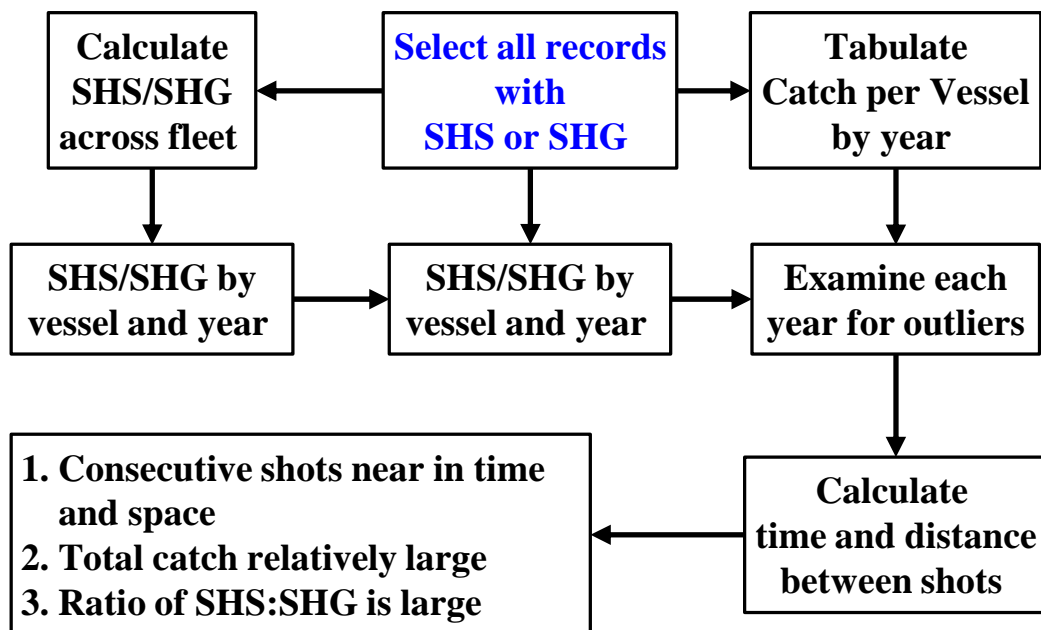 Calculate
SHS/SHG
across fleet
Select all records
with
SHS or SHG
Tabulate
Catch per Vessel
by year
SHS/SHG by
vessel and year
SHS/SHG by
vessel and year
Examine each
year for outliers
1. Consecutive shots near in time
and space
2. Total catch relatively large
3. Ratio of SHS:SHG is large
Calculate
time and distance
between shots